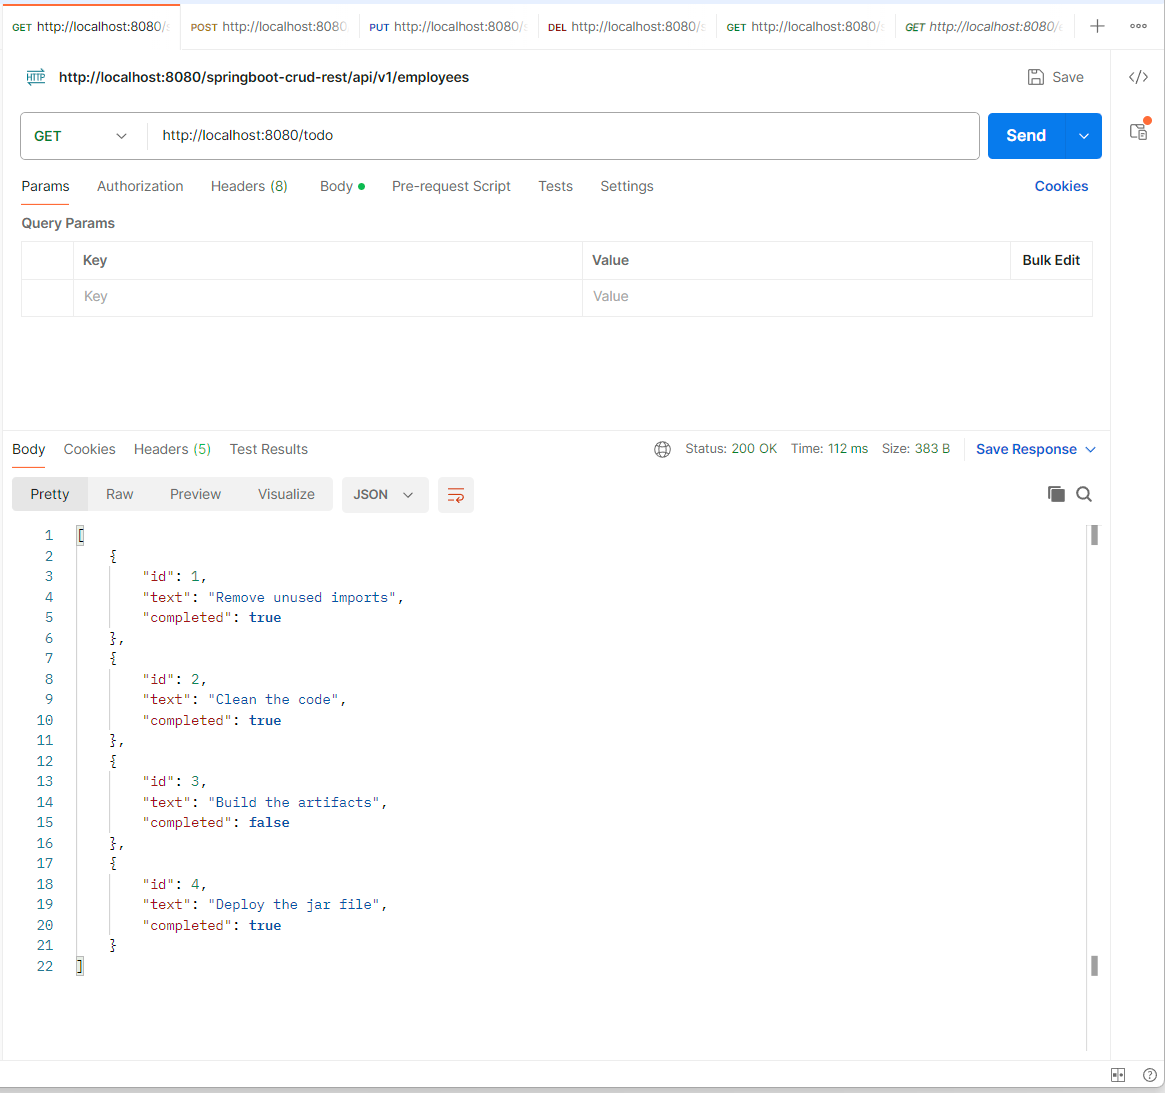 GET http://localhost:8080/s POST http://localhost:8080 PUT http://localhost:8080/s DEL http://localhost:8080/s GET http://localhost:8080/s GET http://localhost:8080/e
HTTP http://localhost:8080/springboot-crud-rest/api/v1/employees Save </>
GET http://localhost:8080/todo Send
Params Authorization Headers (8) Body Pre-request Script Tests Settings Cookies
Query Params
Key Value Bulk Edit
Key Value
Body Cookies Headers (5) Test Results Status: 200 OK Time: 112 ms Size: 383 B Save Response
Pretty Raw Preview Visualize JSON
1 [
2 {
3 "id": 1,
4 "text": "Remove unused imports",
5 "completed": true
6 },
7 {
8 "id": 2,
9 "text": "Clean the code",
10 "completed": true
11 },
12 {
13 "id": 3,
14 "text": "Build the artifacts",
15 "completed": false
16 },
17 {
18 "id": 4,
19 "text": "Deploy the jar file",
20 "completed": true
21 }
22 ]